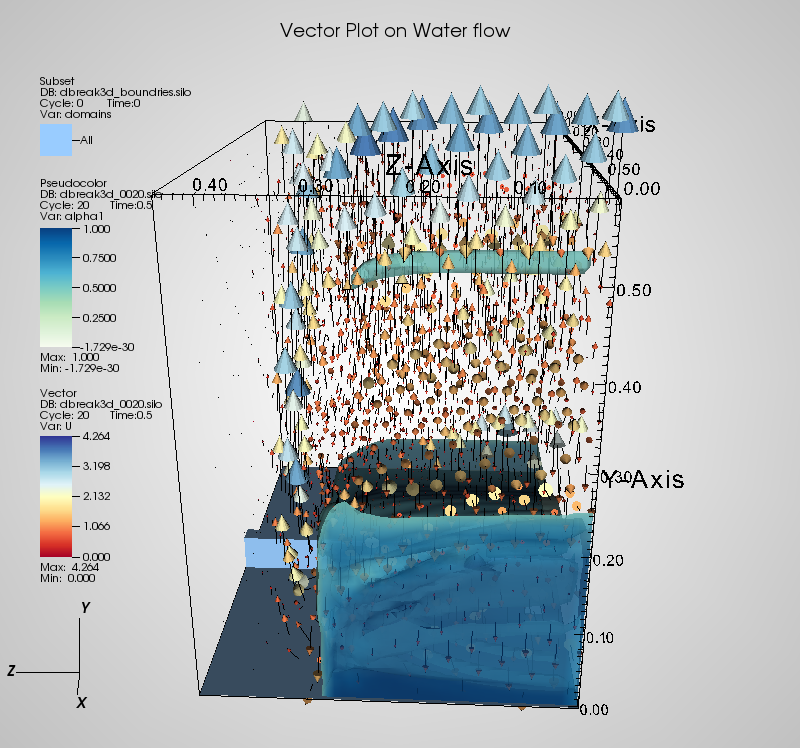 Vector Plot on Water flow
Subset
DB: dbreak3d_boundries.silo
Cycle: 0 Time:0
Var: domains
All
Pseudocolor
DB: dbreak3d_0020.silo
Cycle: 20 Time:0.5
Var: alpha1
1.000
0.7500
0.5000
0.2500
-1.729e-30
Max: 1.000
Min: -1.729e-30
Vector
DB: dbreak3d_0020.silo
Cycle: 20 Time:0.5
Var: U
4.264
3.198
2.132
1.066
0.000
Max: 4.264
Min: 0.000
Z-Axis
0.40
0.30
0.20
0.10
0.50
0.00
0.50
0.40
0.30
Y-Axis
0.20
0.10
0.00
Y
Z
X